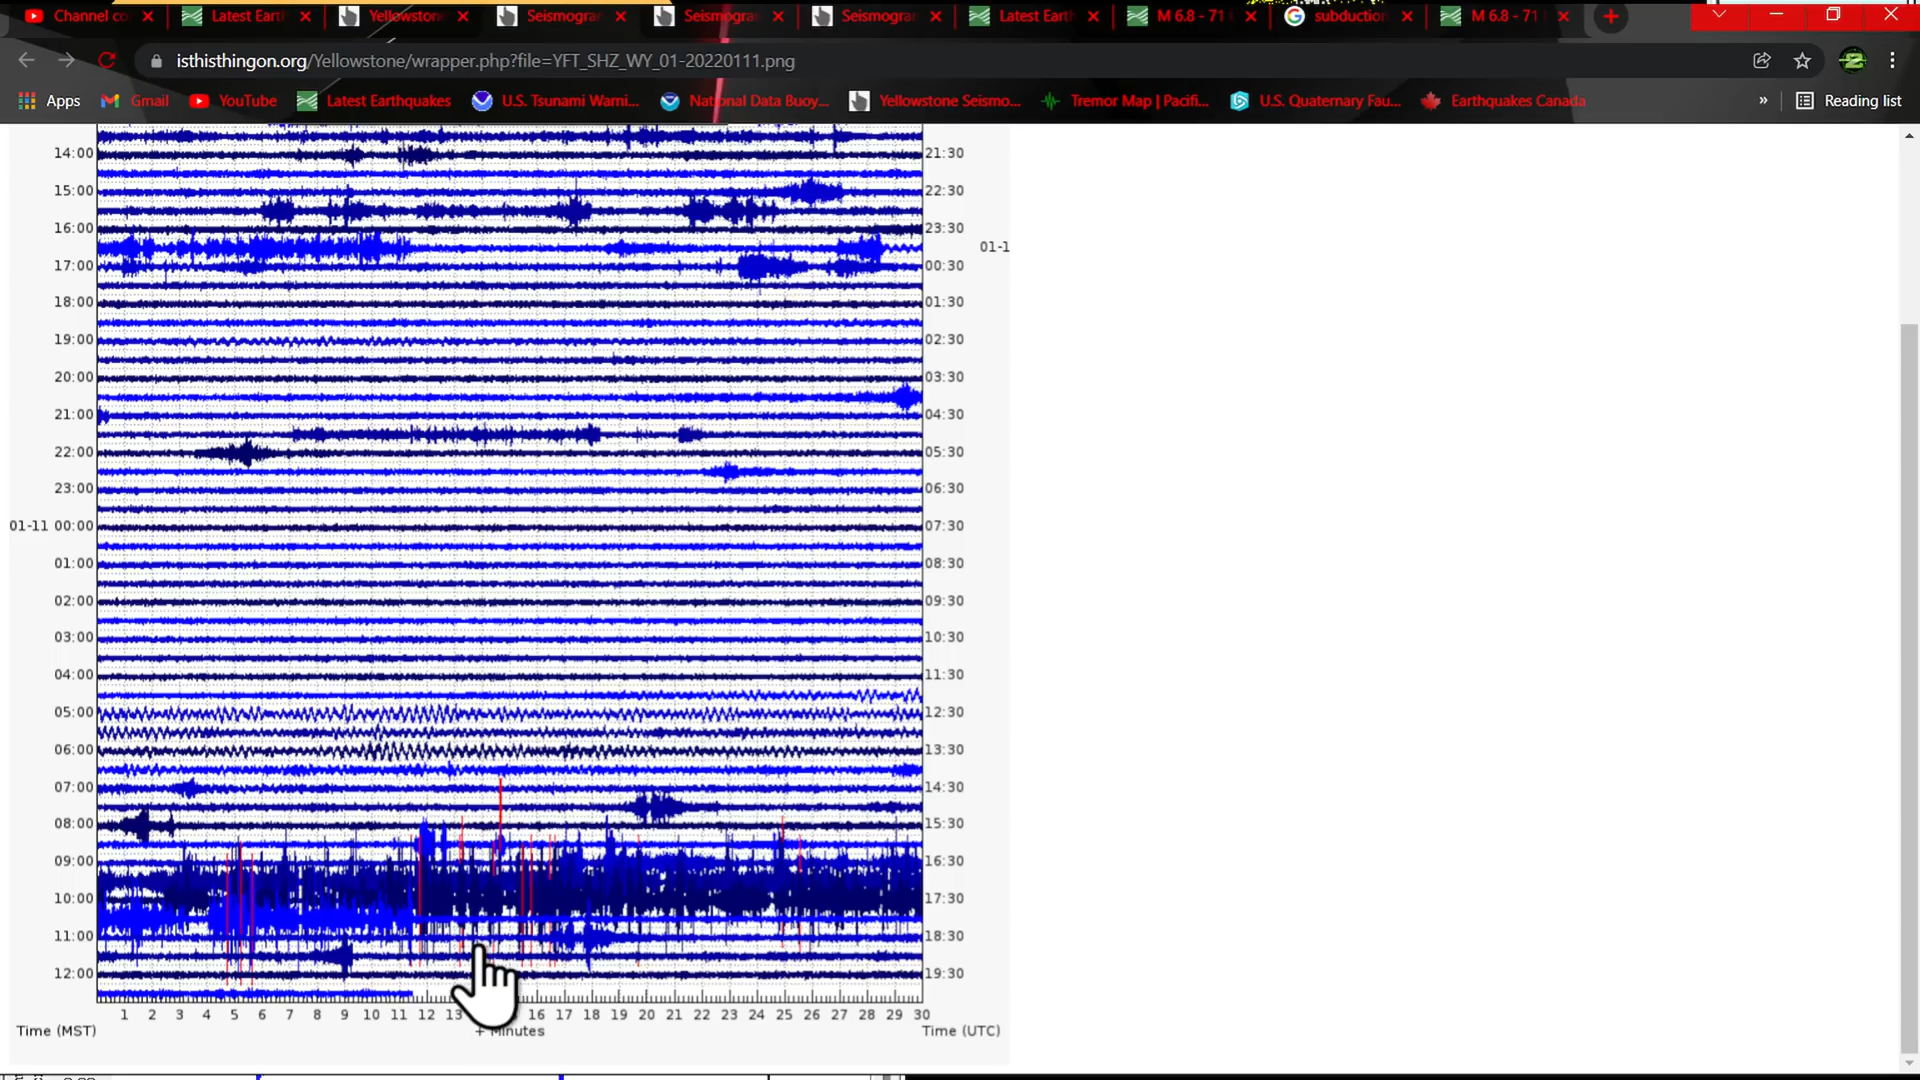 Channel co
Latest Eart
Yellowstone
Seismogra
Seismogra
Seismogra
Latest Earth
M 6.8 - 71
subduction
M 6.8 - 71
isthisthingon.org/Yellowstone/wrapper.php?file=YFT_SHZ_WY_01-20220111.png
Apps Gmail YouTube Latest Earthquakes U.S. Tsunami Warni... National Data Buoy... Yellowstone Seismo... Tremor Map | Pacifi... U.S. Quaternary Fau... Earthquakes Canada » Reading list
14:00 21:30
15:00 22:30
16:00 23:30
01-1
17:00 00:30
18:00 01:30
19:00 02:30
20:00 03:30
21:00 04:30
22:00 05:30
23:00 06:30
01-11 00:00 07:30
01:00 08:30
02:00 09:30
03:00 10:30
04:00 11:30
05:00 12:30
06:00 13:30
07:00 14:30
08:00 15:30
09:00 16:30
10:00 17:30
11:00 18:30
12:00 19:30
1 2 3 4 5 6 7 8 9 10 11 12 13 16 17 18 19 20 21 22 23 24 25 26 27 28 29 30
Time (MST) + Minutes Time (UTC)